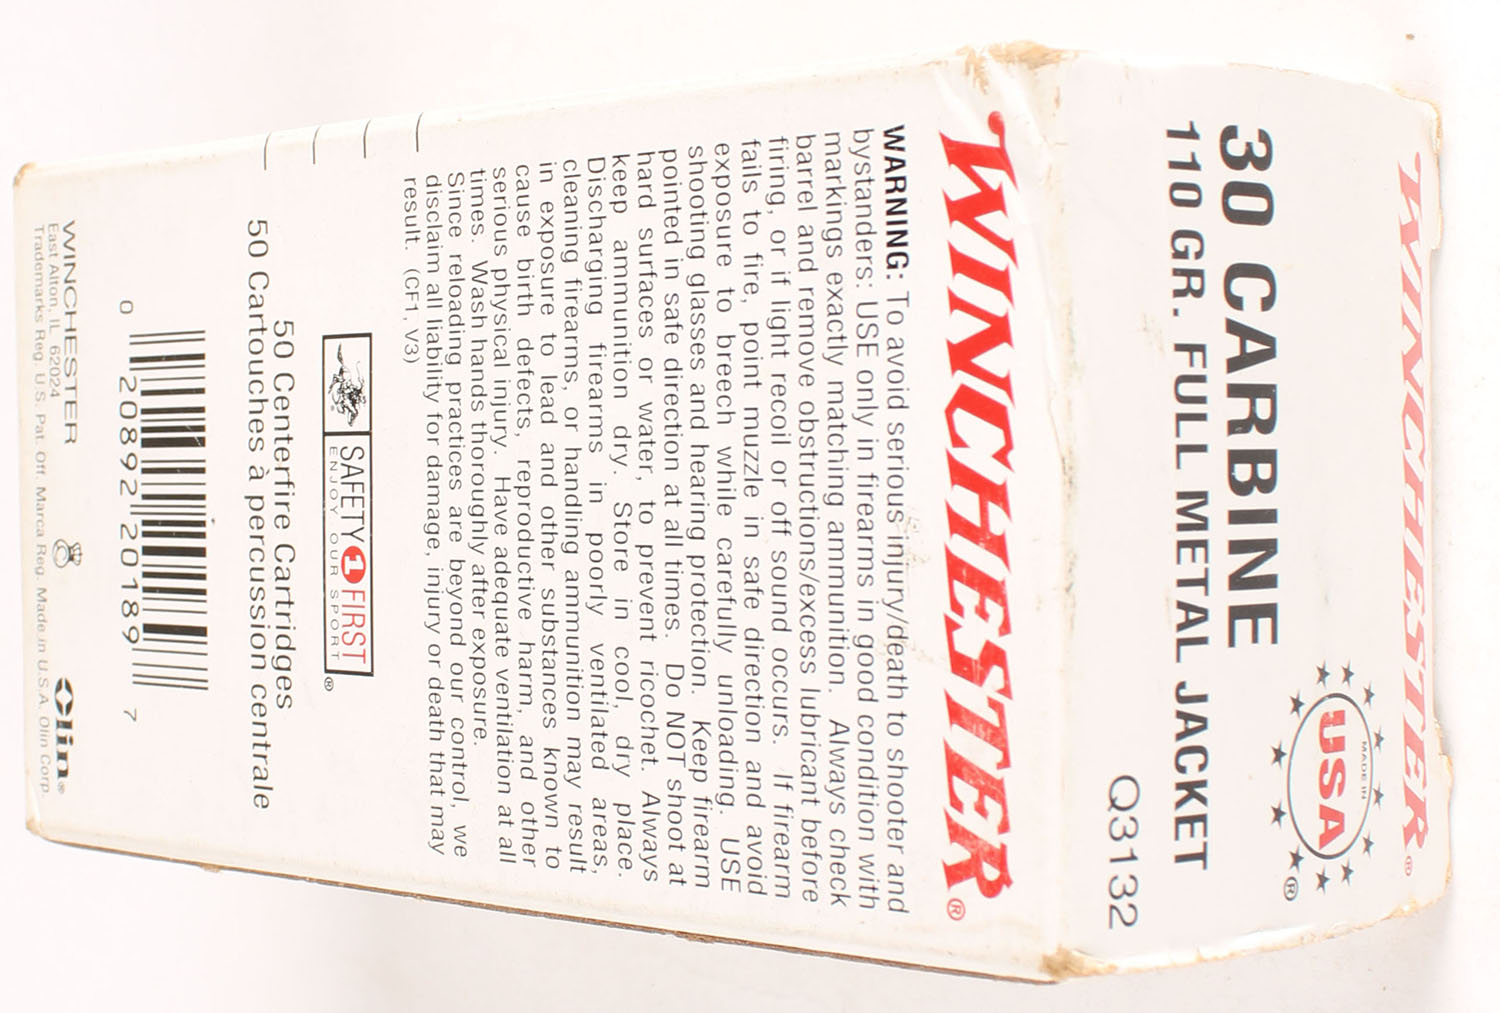 WINCHESTER®
30 CARBINE
110 GR. FULL METAL JACKET
MADE IN
USA
®
Q3132
WINCHESTER®
WARNING: To avoid serious injury/death to shooter and
bystanders: USE only in firearms in good condition with
markings exactly matching ammunition. Always check
barrel and remove obstructions/excess lubricant before
firing, or if light recoil or off sound occurs. If firearm
fails to fire, point muzzle in safe direction and avoid
exposure to breech while carefully unloading. USE
shooting glasses and hearing protection. Keep firearm
pointed in safe direction at all times. Do NOT shoot at
hard surfaces or water, to prevent ricochet. Always
keep ammunition dry. Store in cool, dry place.
Discharging firearms in poorly ventilated areas,
cleaning firearms, or handling ammunition may result
in exposure to lead and other substances known to
cause birth defects, reproductive harm, and other
serious physical injury. Have adequate ventilation at all
times. Wash hands thoroughly after exposure.
Since reloading practices are beyond our control, we
disclaim all liability for damage, injury or death that may
result. (CF1, V3)
SAFETY 1 FIRST
ENJOY OUR SPORT
®
50 Centerfire Cartridges
50 Cartouches à percussion centrale
0 20892 20189 7
WINCHESTER
East Alton, IL 62024
Trademarks Reg. U.S. Pat. Off. Marca Reg. Made in U.S.A. Olin Corp.
Olin®